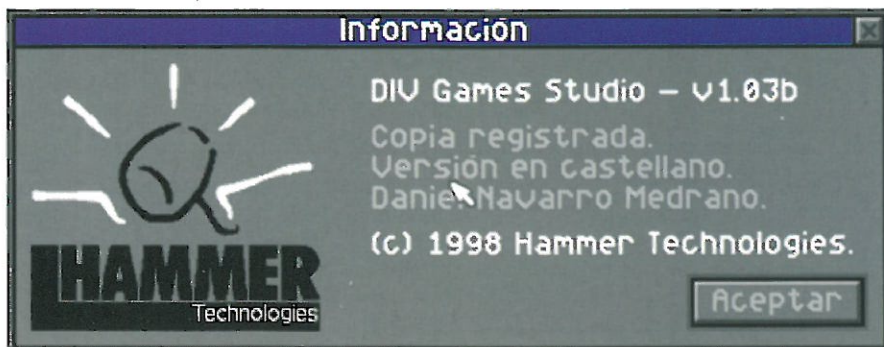 Información
DIV Games Studio – v1.03b
Copia registrada.
Versión en castellano.
Daniel Navarro Medrano.
(c) 1998 Hammer Technologies.
HAMMER
Technologies
Aceptar